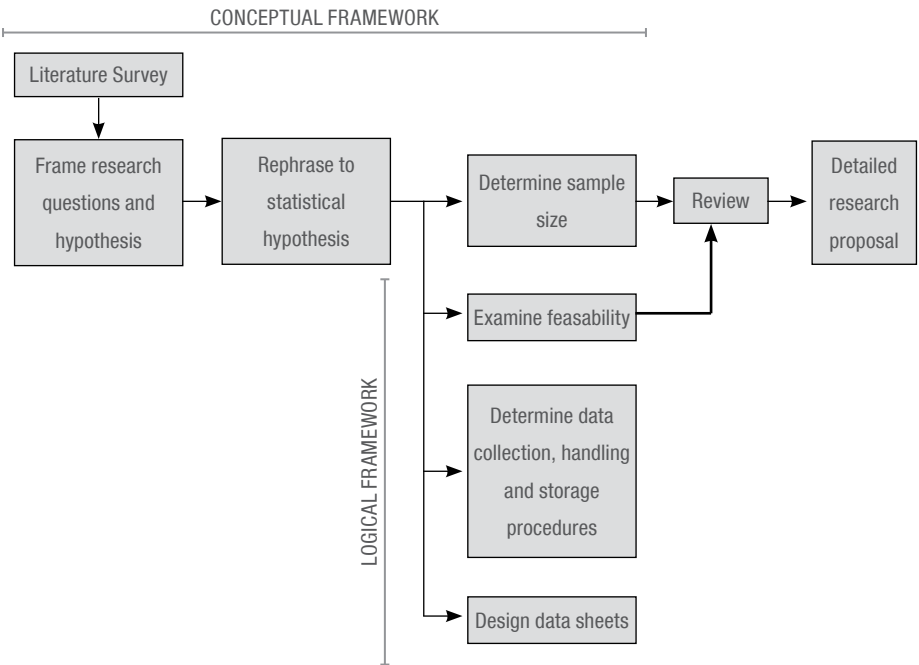 CONCEPTUAL FRAMEWORK
Literature Survey
Frame research
questions and
hypothesis
Rephrase to
statistical
hypothesis
Determine sample
size
Review
Detailed
research
proposal
Examine feasability
LOGICAL FRAMEWORK
Determine data
collection, handling
and storage
procedures
Design data sheets